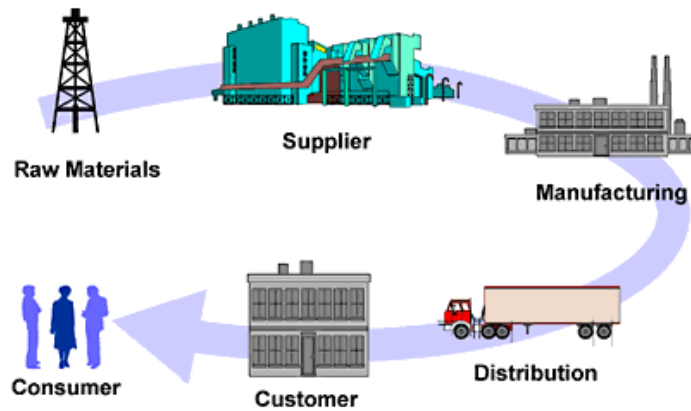 Raw Materials
Supplier
Manufacturing
Distribution
Customer
Consumer